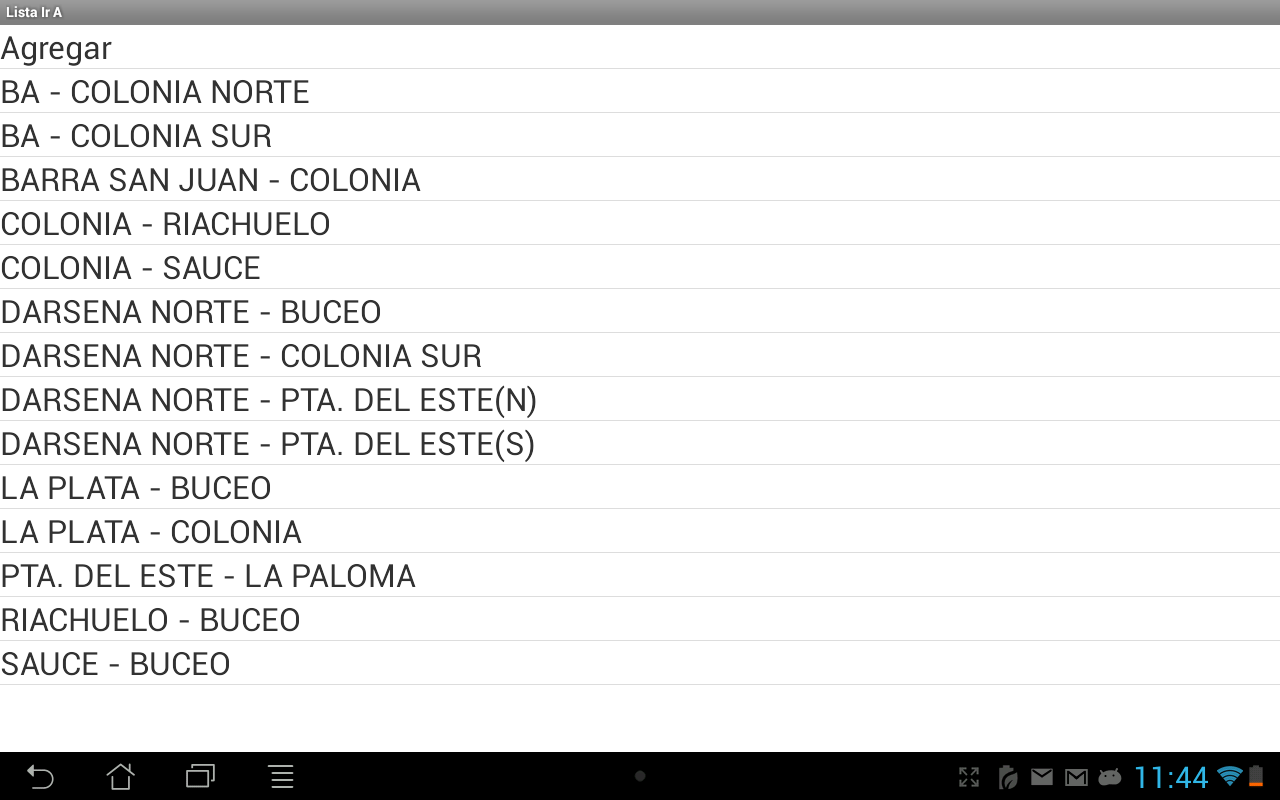 Lista Ir A
Agregar
BA - COLONIA NORTE
BA - COLONIA SUR
BARRA SAN JUAN - COLONIA
COLONIA - RIACHUELO
COLONIA - SAUCE
DARSENA NORTE - BUCEO
DARSENA NORTE - COLONIA SUR
DARSENA NORTE - PTA. DEL ESTE(N)
DARSENA NORTE - PTA. DEL ESTE(S)
LA PLATA - BUCEO
LA PLATA - COLONIA
PTA. DEL ESTE - LA PALOMA
RIACHUELO - BUCEO
SAUCE - BUCEO
11:44